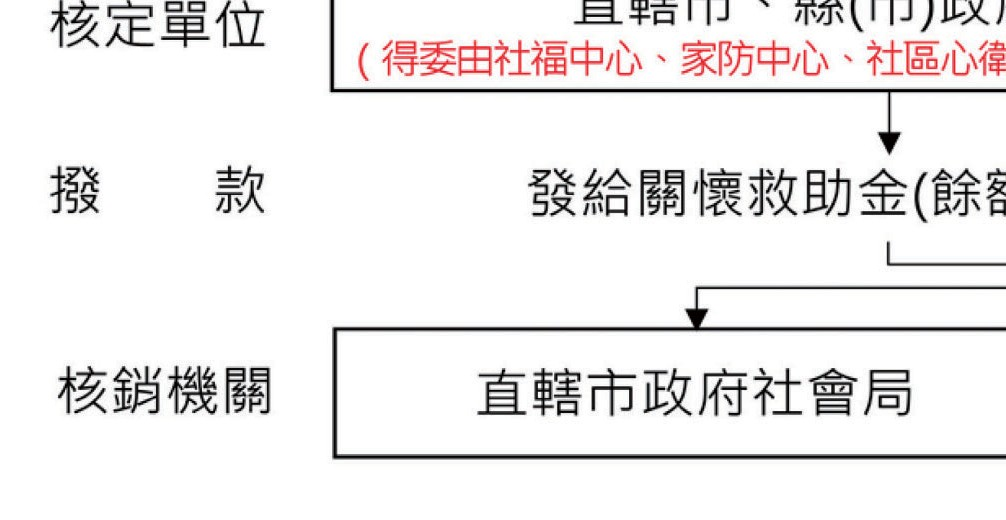 核定單位
直轄市、縣(市)政
(得委由社福中心、家防中心、社區心衛
撥 款
發給關懷救助金(餘
核銷機關
直轄市政府社會局